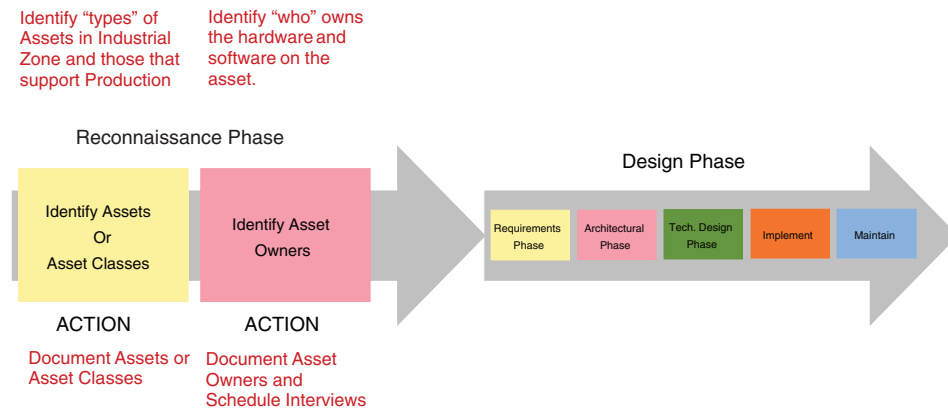 Identify “types” of
Assets in Industrial
Zone and those that
support Production
Identify “who” owns
the hardware and
software on the
asset.
Reconnaissance Phase
Identify Assets
Or
Asset Classes
Identify Asset
Owners
ACTION
Document Assets or
Asset Classes
ACTION
Document Asset
Owners and
Schedule Interviews
Design Phase
Requirements
Phase
Architectural
Phase
Tech. Design
Phase
Implement
Maintain